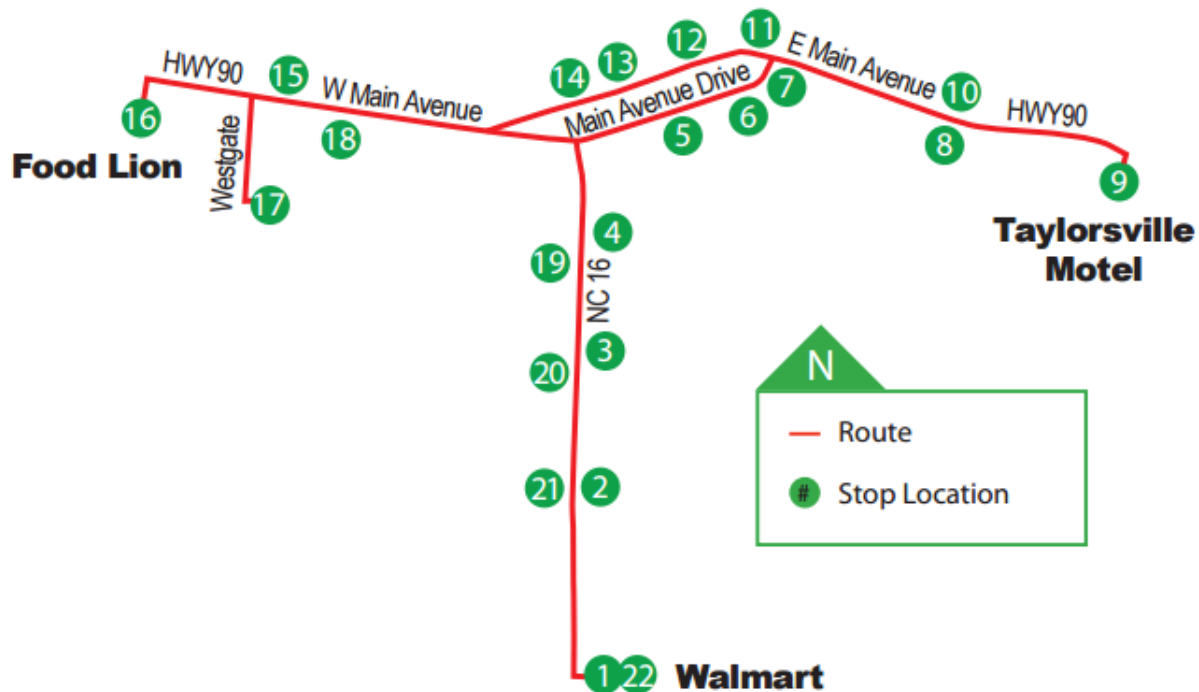 11
E Main Avenue
HWY90
15
12
13
14
W Main Avenue
Main Avenue Drive
7
10
HWY90
16
18
6
5
8
Food Lion
Westgate
17
9
Taylorsville
Motel
4
19
NC 16
3
20
N
Route
21
2
# Stop Location
1
22
Walmart